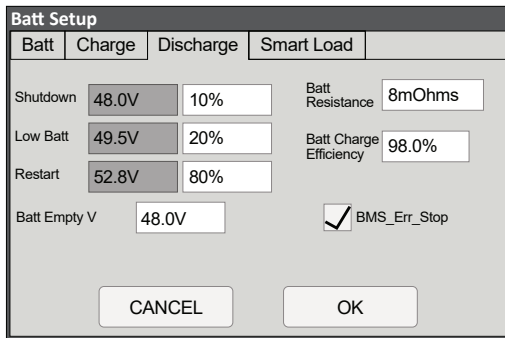 Batt Setup
Batt Charge Discharge Smart Load
Shutdown 48.0V 10%
Batt Resistance 8mOhms
Low Batt 49.5V 20%
Batt Charge Efficiency 98.0%
Restart 52.8V 80%
Batt Empty V 48.0V
BMS_Err_Stop
CANCEL OK